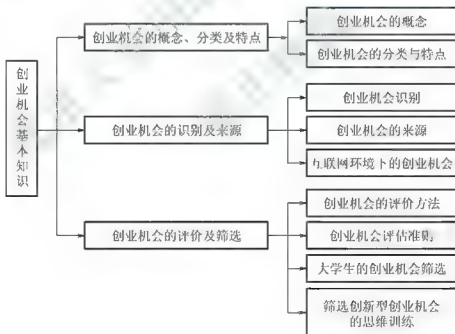 创业机会基本知识
创业机会的概念、分类及特点
创业机会的概念
创业机会的分类与特点
创业机会的识别及来源
创业机会识别
创业机会的来源
互联网环境下的创业机会
创业机会的评价及筛选
创业机会的评价方法
创业机会评估准则
大学生的创业机会筛选
筛选创新型创业机会
的思维训练